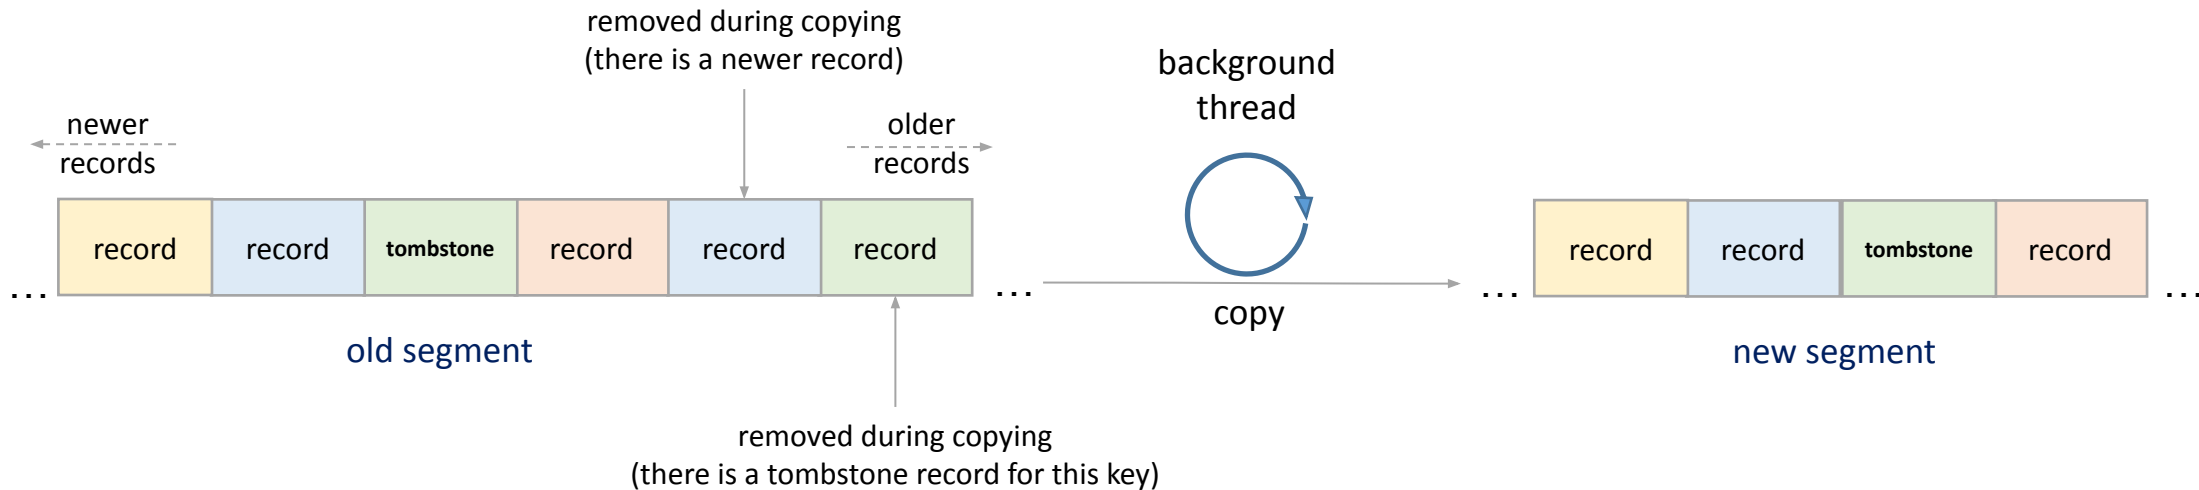 removed during copying
(there is a newer record)
background
thread
newer
records
older
records
record
record
tombstone
record
record
record
record
record
tombstone
record
...
...
...
...
copy
old segment
new segment
removed during copying
(there is a tombstone record for this key)